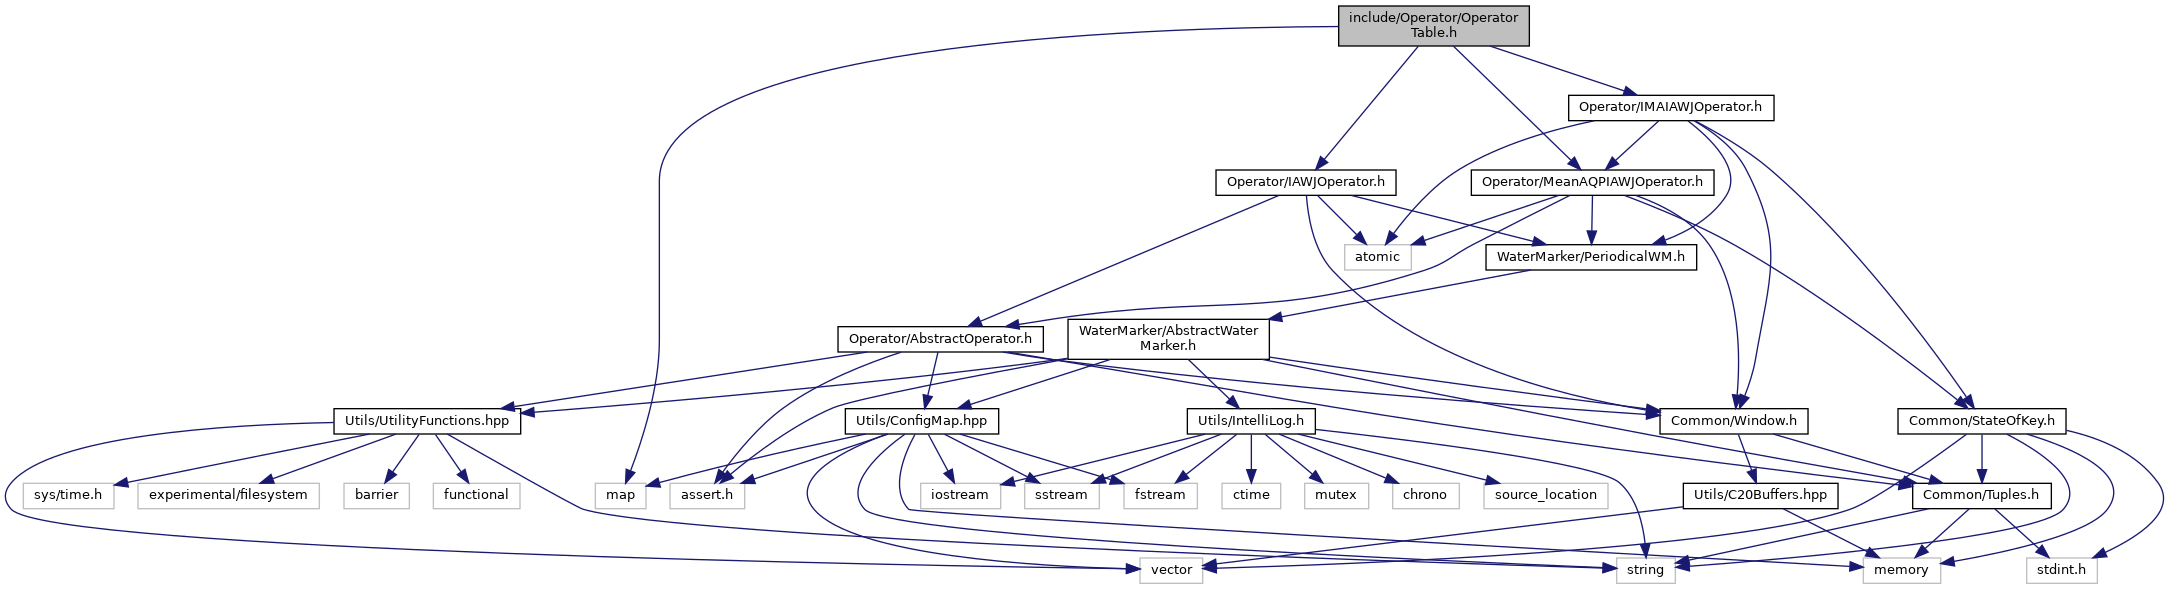 include/Operator/Operator
Table.h
Operator/IMAIAWJOperator.h
Operator/IAWJOperator.h
Operator/MeanAQPIAWJOperator.h
atomic
WaterMarker/PeriodicalWM.h
Operator/AbstractOperator.h
WaterMarker/AbstractWater
Marker.h
Utils/UtilityFunctions.hpp
Utils/ConfigMap.hpp
Utils/IntelliLog.h
Common/Window.h
Common/StateOfKey.h
sys/time.h
experimental/filesystem
barrier
functional
map
assert.h
iostream
sstream
fstream
ctime
mutex
chrono
source_location
Utils/C20Buffers.hpp
Common/Tuples.h
vector
string
memory
stdint.h